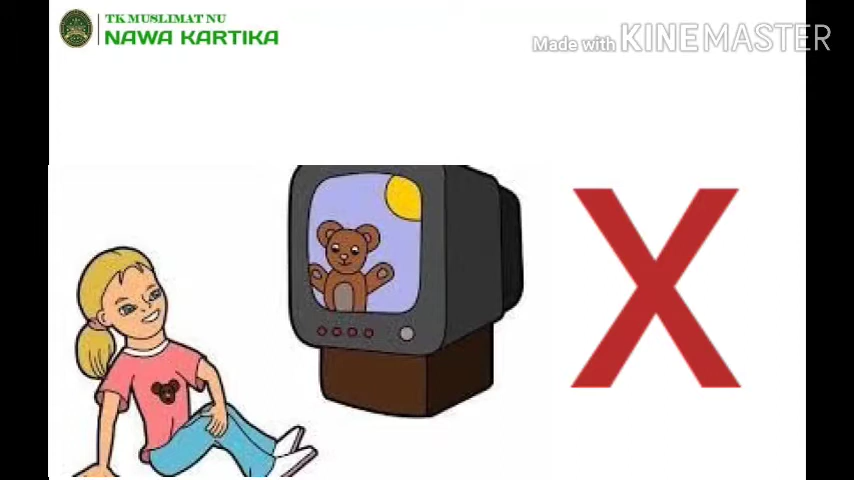 TK MUSLIMAT NU
NAWA KARTIKA
Made with KINEMASTER
X